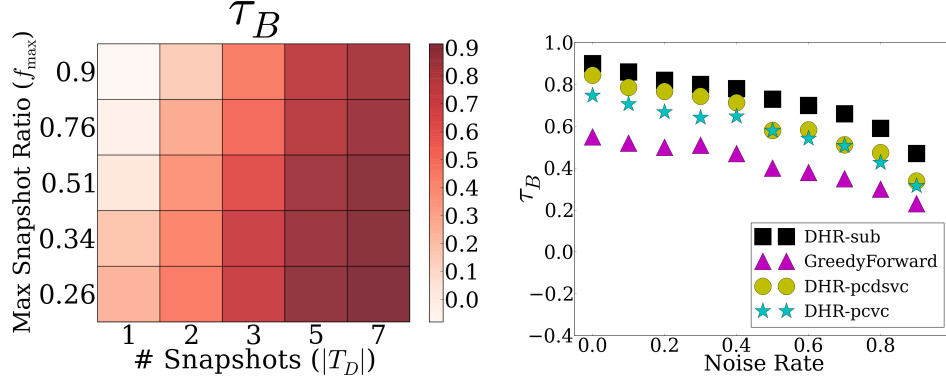 τ_B
Max Snapshot Ratio (f_max)
0.9
0.76
0.51
0.34
0.26
1 2 3 5 7
# Snapshots (|T_D|)
0.9
0.8
0.7
0.6
0.5
0.4
0.3
0.2
0.1
0.0
τ_B
1.0
0.8
0.6
0.4
0.2
0.0
−0.2
−0.4
0.0 0.2 0.4 0.6 0.8
Noise Rate
DHR-sub
GreedyForward
DHR-pcdsvc
DHR-pcvc